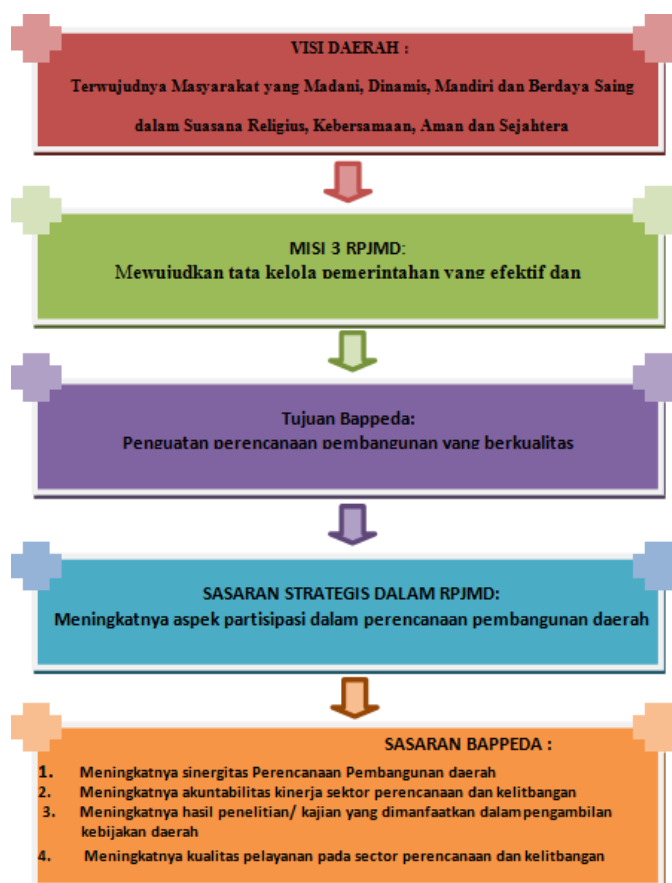 VISI DAERAH :
Terwujudnya Masyarakat yang Madani, Dinamis, Mandiri dan Berdaya Saing
dalam Suasana Religius, Kebersamaan, Aman dan Sejahtera
MISI 3 RPJMD:
Mewujudkan tata kelola pemerintahan yang efektif dan
Tujuan Bappeda:
Penguatan perencanaan pembangunan yang berkualitas
SASARAN STRATEGIS DALAM RPJMD:
Meningkatnya aspek partisipasi dalam perencanaan pembangunan daerah
SASARAN BAPPEDA :
1. Meningkatnya sinergitas Perencanaan Pembangunan daerah
2. Meningkatnya akuntabilitas kinerja sektor perencanaan dan kelitbangan
3. Meningkatnya hasil penelitian/ kajian yang dimanfaatkan dalampengambilan
kebijakan daerah
4. Meningkatnya kualitas pelayanan pada sector perencanaan dan kelitbangan